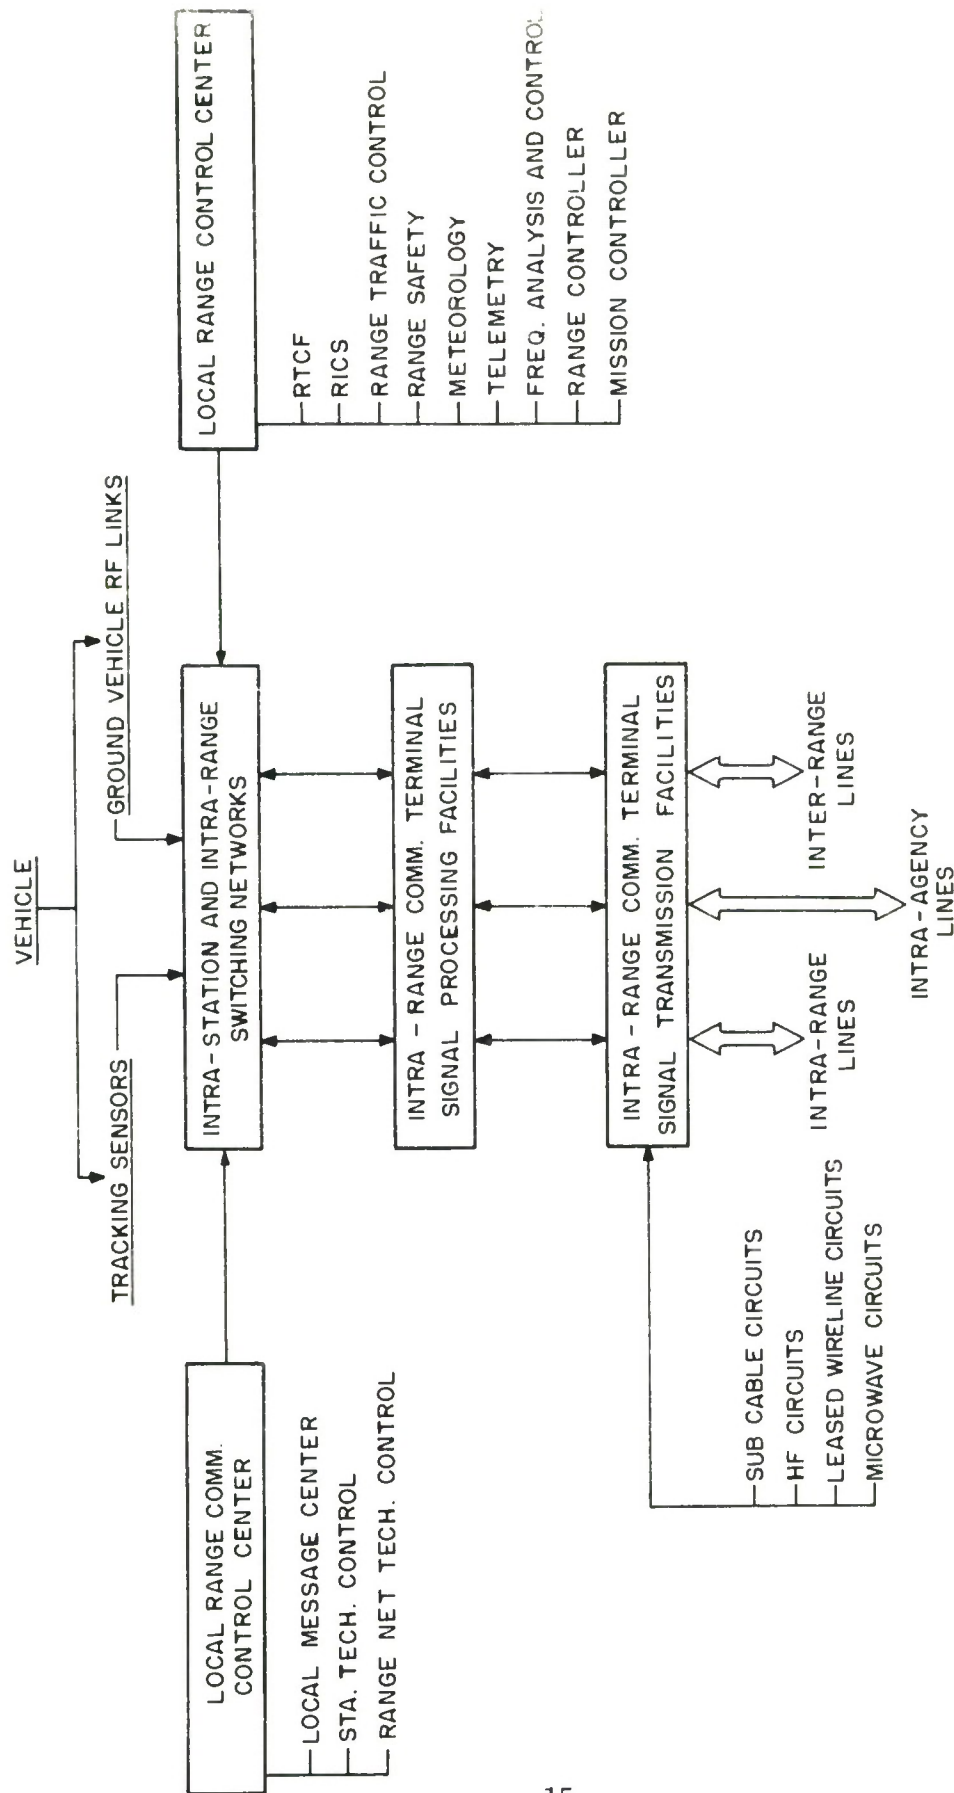 VEHICLE
TRACKING SENSORS
GROUND VEHICLE RF LINKS
LOCAL RANGE COMM.
CONTROL CENTER
LOCAL MESSAGE CENTER
STA. TECH. CONTROL
RANGE NET TECH. CONTROL
INTRA-STATION AND INTRA-RANGE
SWITCHING NETWORKS
LOCAL RANGE CONTROL CENTER
RTCF
RICS
RANGE TRAFFIC CONTROL
RANGE SAFETY
METEOROLOGY
TELEMETRY
FREQ. ANALYSIS AND CONTROL
RANGE CONTROLLER
MISSION CONTROLLER
INTRA-RANGE COMM. TERMINAL
SIGNAL PROCESSING FACILITIES
INTRA-RANGE COMM. TERMINAL
SIGNAL TRANSMISSION FACILITIES
SUB CABLE CIRCUITS
HF CIRCUITS
LEASED WIRELINE CIRCUITS
MICROWAVE CIRCUITS
INTRA-RANGE
LINES
INTRA-AGENCY
LINES
INTER-RANGE
LINES